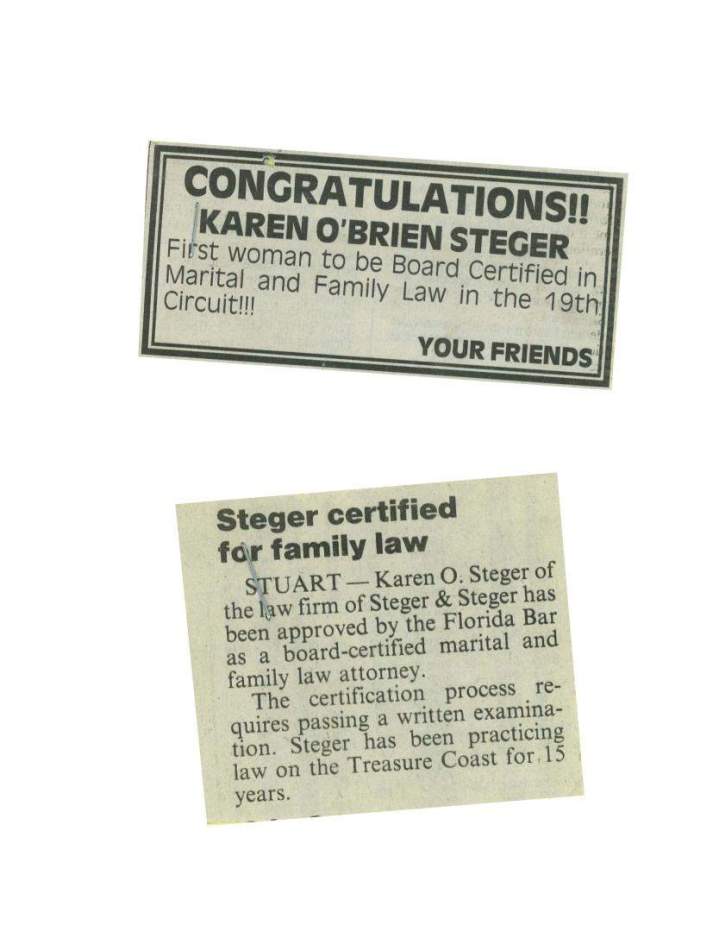 CONGRATULATIONS!!
KAREN O'BRIEN STEGER
First woman to be Board Certified in
Marital and Family Law in the 19th
Circuit!!!
YOUR FRIENDS
Steger certified
for family law
STUART — Karen O. Steger of
the law firm of Steger & Steger has
been approved by the Florida Bar
as a board-certified marital and
family law attorney.
The certification process re-
quires passing a written examina-
tion. Steger has been practicing
law on the Treasure Coast for 15
years.